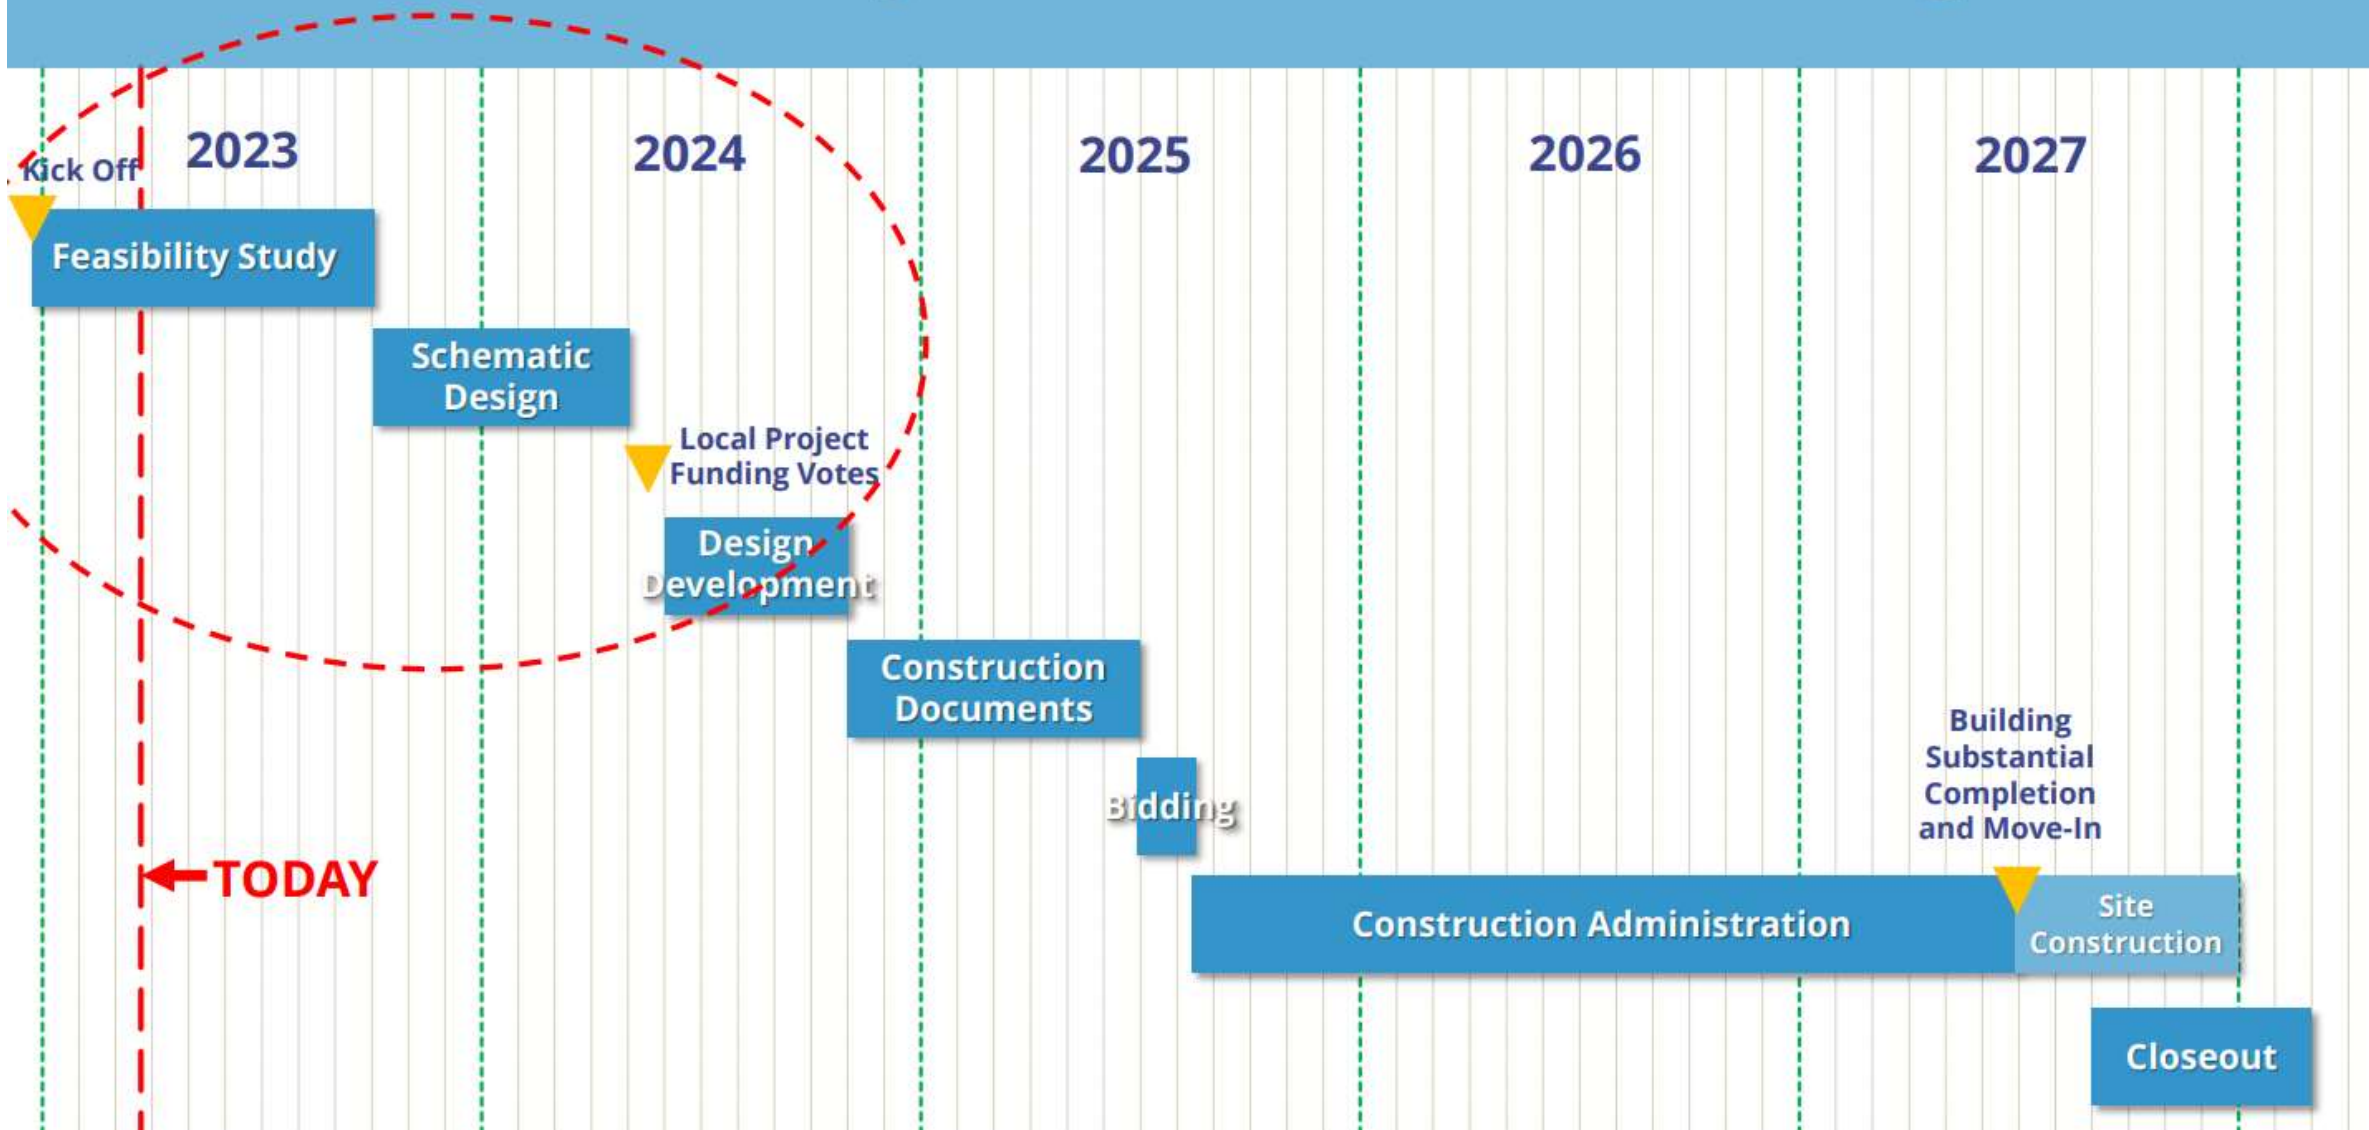 2023
2024
2025
2026
2027
Kick Off
Feasibility Study
Schematic
Design
Local Project
Funding Votes
Design
Development
Construction
Documents
Bidding
Building
Substantial
Completion
and Move-In
TODAY
Construction Administration
Site
Construction
Closeout